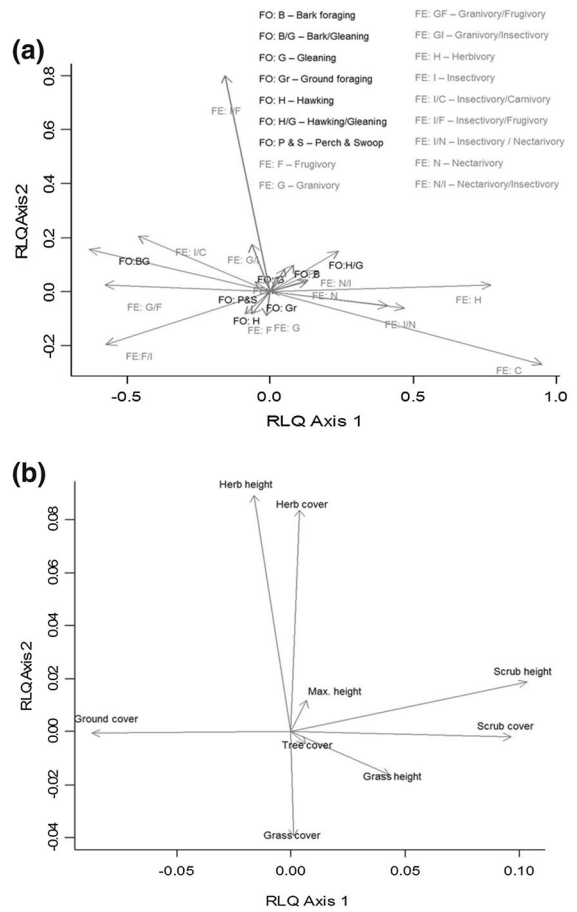 (a)
FO: B – Bark foraging
FO: B/G – Bark/Gleaning
FO: G – Gleaning
FO: Gr – Ground foraging
FO: H – Hawking
FO: H/G – Hawking/Gleaning
FO: P & S – Perch & Swoop
FE: F – Frugivory
FE: G – Granivory
FE: GF – Granivory/Frugivory
FE: GI – Granivory/Insectivory
FE: H – Herbivory
FE: I – Insectivory
FE: I/C – Insectivory/Carnivory
FE: I/F – Insectivory/Frugivory
FE: I/N – Insectivory / Nectarivory
FE: N – Nectarivory
FE: N/I – Nectarivory/Insectivory
RLQ Axis2
0.8
0.6
0.4
0.2
0.0
-0.2
FE: I/F
FE: I/C
FO:BG
FE: G/I
FO: G
FO: B
FO:H/G
FE: N/I
FE: N
FE: H
FE: G/F
FO: P&S
FO: Gr
FO: H
FE: F
FE: G
FE: I/N
FE:F/I
FE: C
-0.5
0.0
0.5
1.0
RLQ Axis 1
(b)
RLQ Axis2
0.08
0.06
0.04
0.02
0.00
-0.02
-0.04
Herb height
Herb cover
Scrub height
Max. height
Ground cover
Scrub cover
Tree cover
Grass height
Grass cover
-0.05
0.00
0.05
0.10
RLQ Axis 1